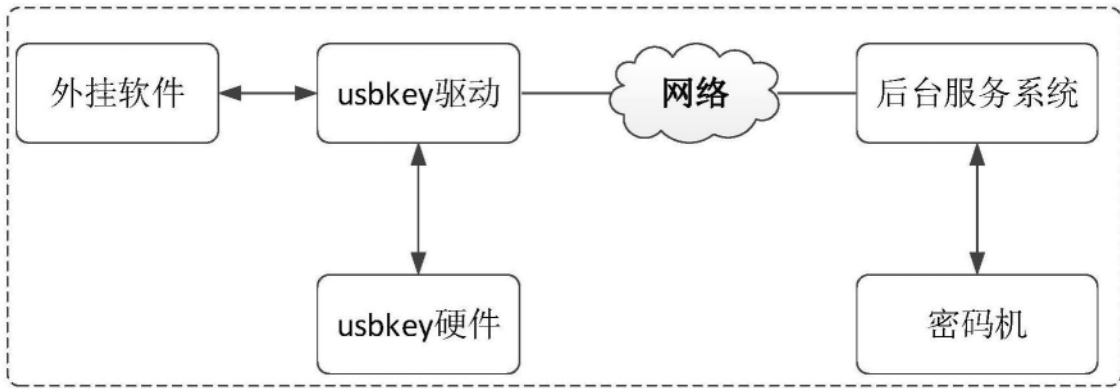 外挂软件
usbkey驱动
网络
后台服务系统
usbkey硬件
密码机